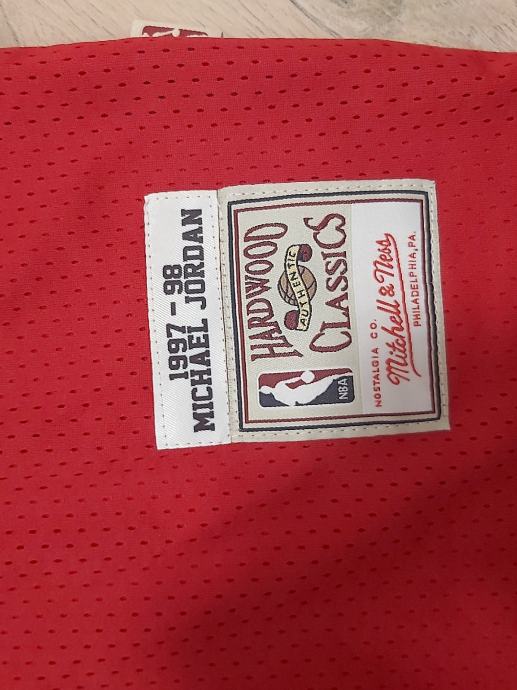 1997 - 98
MICHAEL JORDAN
HARDWOOD
AUTHENTIC
CLASSICS
NBA
NOSTALGIA CO.
Mitchell & Ness
PHILADELPHIA, PA.